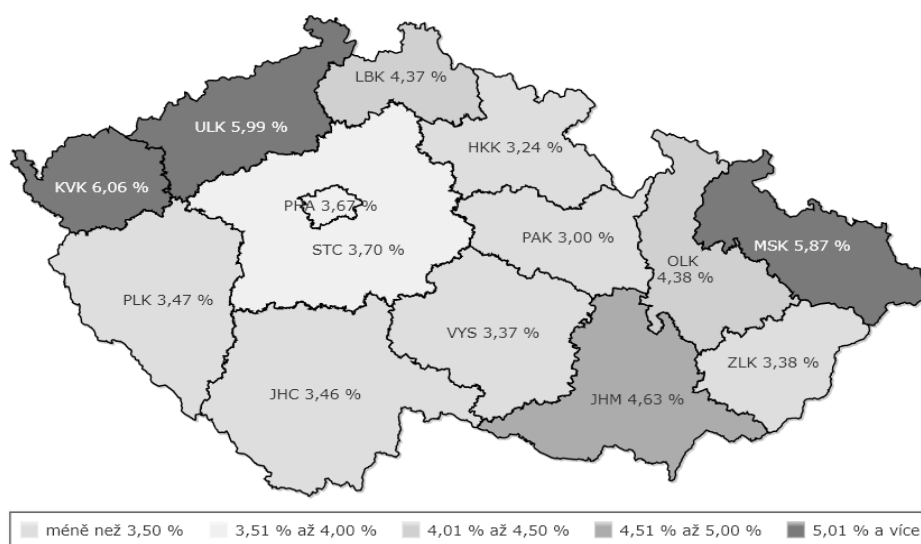 LBK 4,37 %
ULK 5,99 %
HKK 3,24 %
KVK 6,06 %
PHA 3,67 %
PAK 3,00 %
MSK 5,87 %
STC 3,70 %
OLK
4,38 %
PLK 3,47 %
VYS 3,37 %
ZLK 3,38 %
JHC 3,46 %
JHM 4,63 %
méně než 3,50 % 3,51 % až 4,00 % 4,01 % až 4,50 % 4,51 % až 5,00 % 5,01 % a více